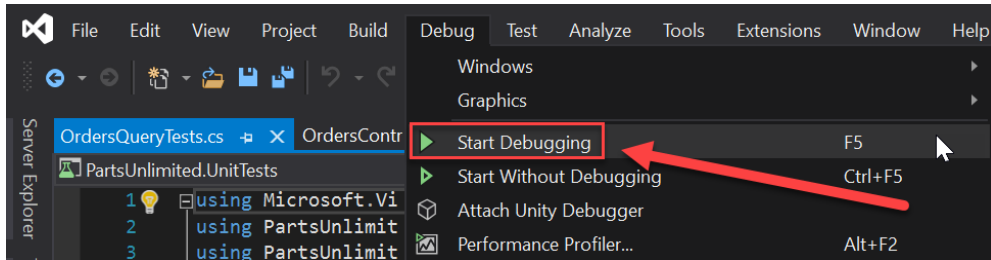 File Edit View Project Build Debug Test Analyze Tools Extensions Window Help
Windows
Graphics
OrdersQueryTests.cs OrdersContr
Start Debugging F5
PartsUnlimited.UnitTests
Start Without Debugging Ctrl+F5
Server Explorer
1 using Microsoft.Vi
Attach Unity Debugger
2 using PartsUnlimit
3 using PartsUnlimit
Performance Profiler... Alt+F2